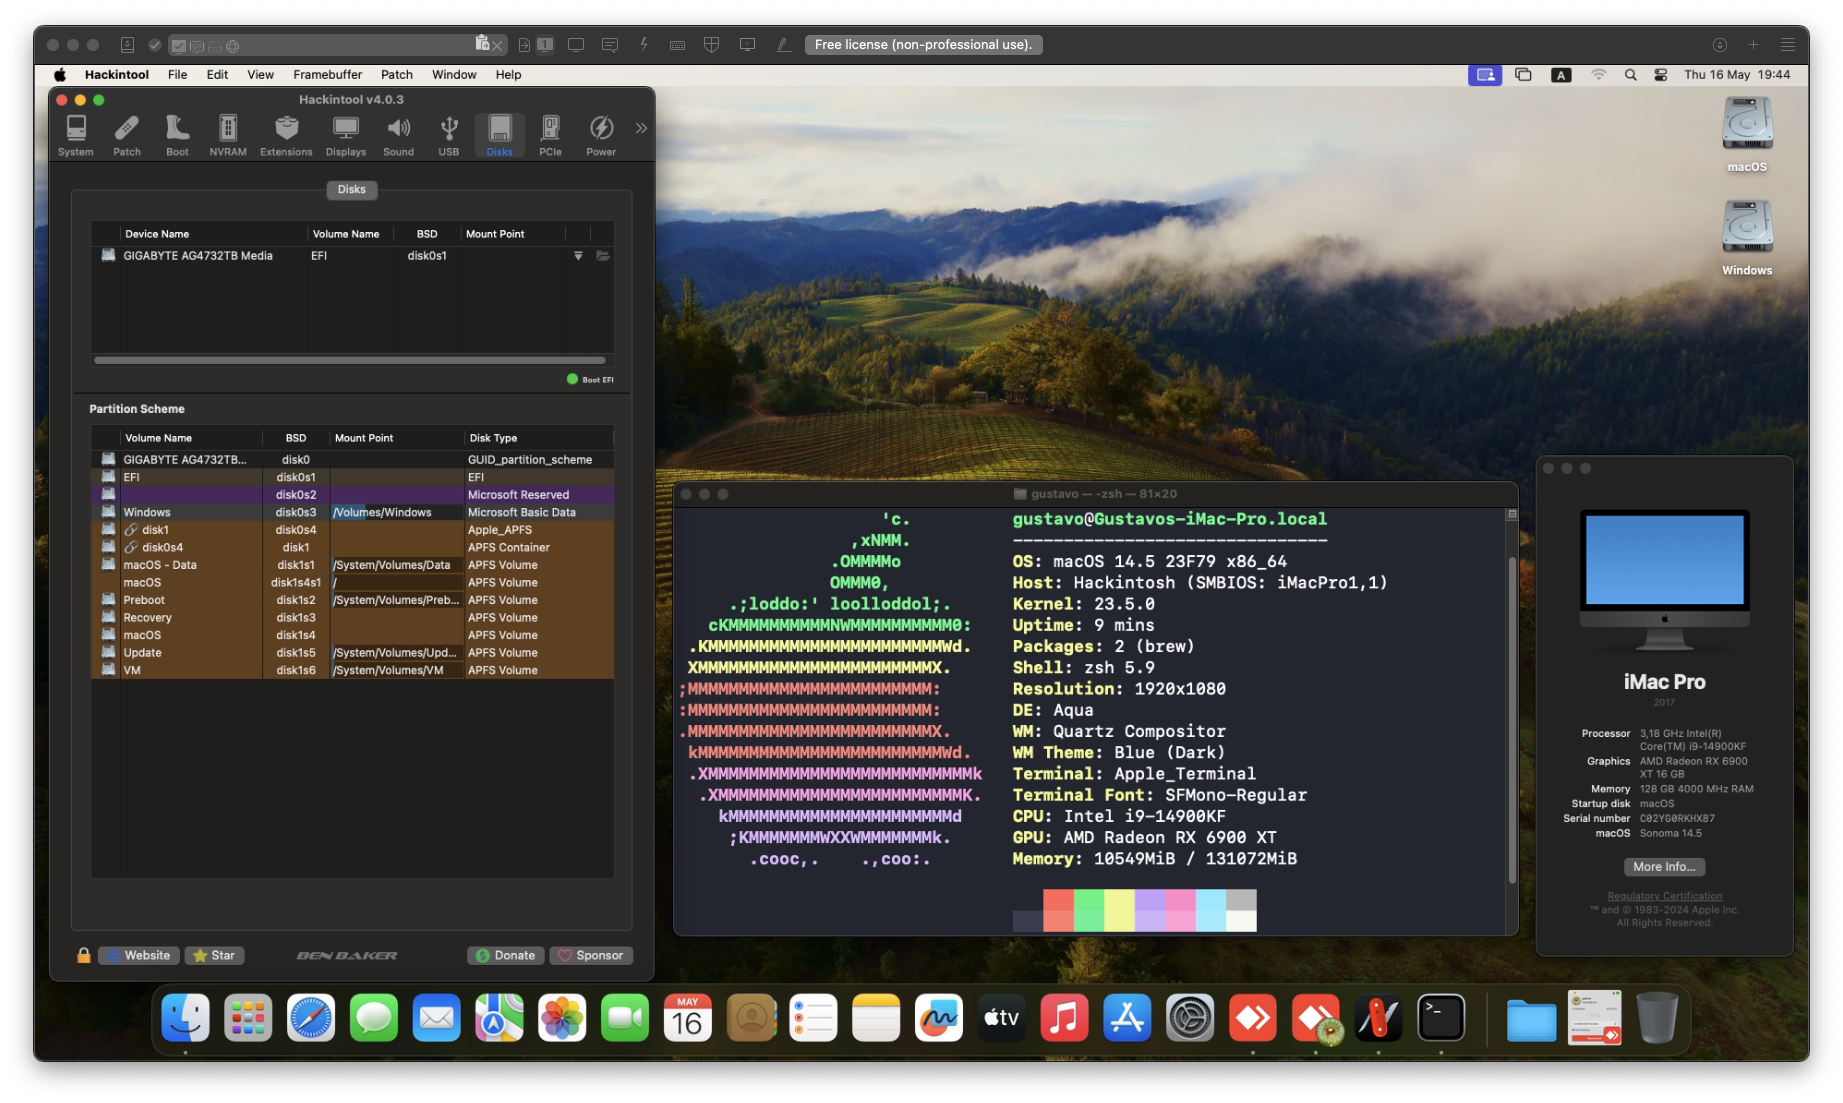 Free license (non-professional use).
Hackintool File Edit View Framebuffer Patch Window Help
A Thu 16 May 19:44
Hackintool v4.0.3
System Patch Boot NVRAM Extensions Displays Sound USB Disks PCIe Power
Disks
Device Name Volume Name BSD Mount Point
GIGABYTE AG4732TB Media EFI disk0s1
Boot EFI
Partition Scheme
Volume Name BSD Mount Point Disk Type
GIGABYTE AG4732TB... disk0 GUID_partition_scheme
EFI disk0s1 EFI
disk0s2 Microsoft Reserved
Windows disk0s3 /Volumes/Windows Microsoft Basic Data
disk1 disk0s4 Apple_APFS
disk0s4 disk1 APFS Container
macOS - Data disk1s1 /System/Volumes/Data APFS Volume
macOS disk1s4s1 / APFS Volume
Preboot disk1s2 /System/Volumes/Preb... APFS Volume
Recovery disk1s3 APFS Volume
macOS disk1s4 APFS Volume
Update disk1s5 /System/Volumes/Upd... APFS Volume
VM disk1s6 /System/Volumes/VM APFS Volume
Website Star BEN BAKER Donate Sponsor
macOS
Windows
gustavo — -zsh — 81×20
'c. gustavo@Gustavos-iMac-Pro.local
,xNMM. -------------------------------
.OMMMMo OS: macOS 14.5 23F79 x86_64
OMMM0, Host: Hackintosh (SMBIOS: iMacPro1,1)
.;loddo:' loolloddol;. Kernel: 23.5.0
cKMMMMMMMMMMNWMMMMMMMMMM0: Uptime: 9 mins
.KMMMMMMMMMMMMMMMMMMMMMMMWd. Packages: 2 (brew)
XMMMMMMMMMMMMMMMMMMMMMMMX. Shell: zsh 5.9
;MMMMMMMMMMMMMMMMMMMMMMMM: Resolution: 1920x1080
:MMMMMMMMMMMMMMMMMMMMMMMM: DE: Aqua
.MMMMMMMMMMMMMMMMMMMMMMMMX. WM: Quartz Compositor
kMMMMMMMMMMMMMMMMMMMMMMMMWd. WM Theme: Blue (Dark)
.XMMMMMMMMMMMMMMMMMMMMMMMMMMk Terminal: Apple_Terminal
.XMMMMMMMMMMMMMMMMMMMMMMMMK. Terminal Font: SFMono-Regular
kMMMMMMMMMMMMMMMMMMMMMMd CPU: Intel i9-14900KF
;KMMMMMMMWXXWMMMMMMMk. GPU: AMD Radeon RX 6900 XT
.cooc,. .,coo:. Memory: 10549MiB / 131072MiB
iMac Pro
2017
Processor 3,18 GHz Intel(R)
Core(TM) i9-14900KF
Graphics AMD Radeon RX 6900
XT 16 GB
Memory 128 GB 4000 MHz RAM
Startup disk macOS
Serial number C02YG0RKHX87
macOS Sonoma 14.5
More Info...
Regulatory Certification
™ and © 1983-2024 Apple Inc.
All Rights Reserved.
MAY
16
tv